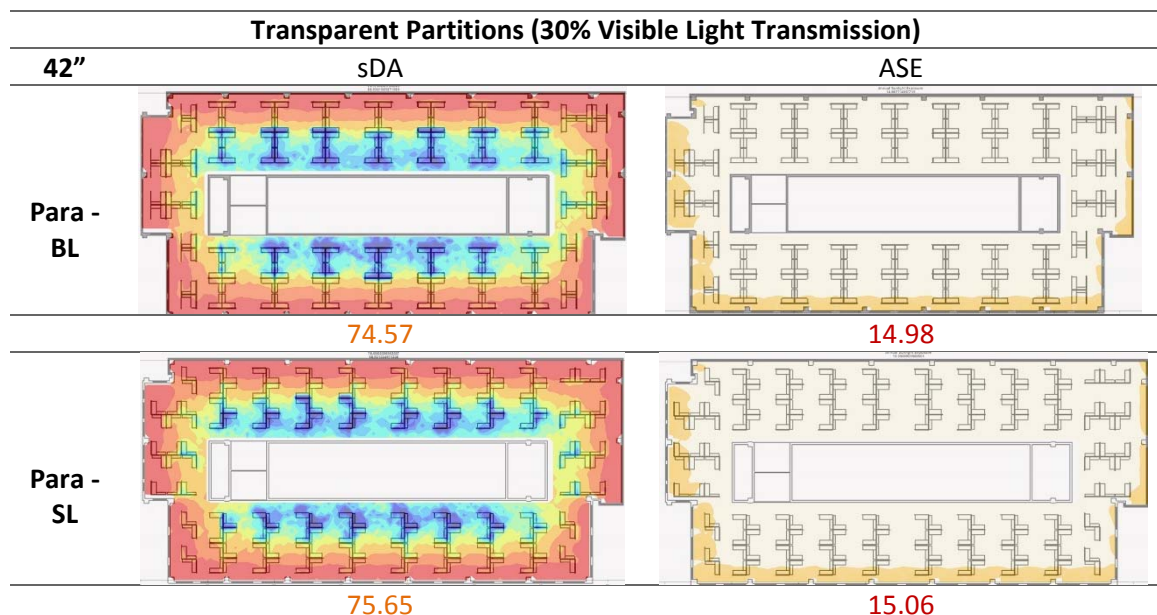 Transparent Partitions (30% Visible Light Transmission)
42” sDA ASE
Para - BL
74.57 14.98
Para - SL
75.65 15.06